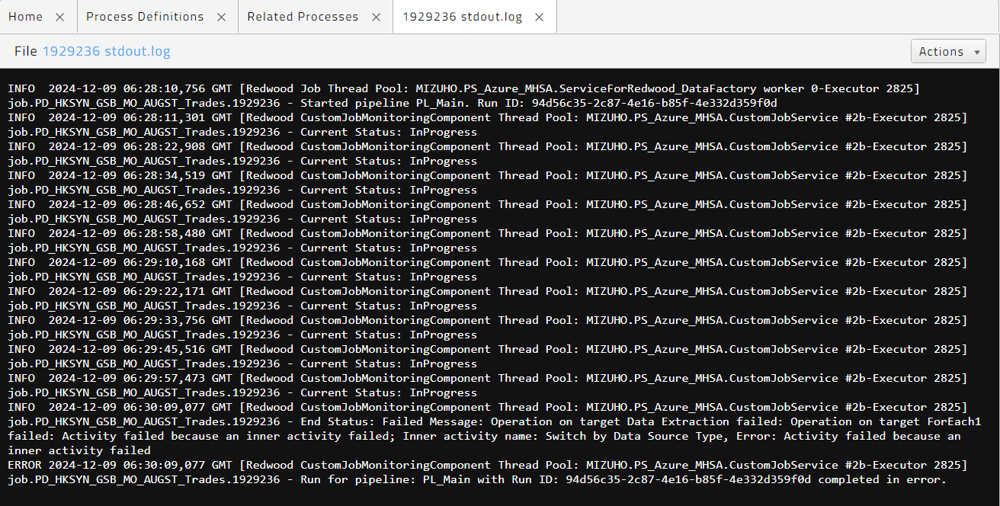 Home
Process Definitions
Related Processes
1929236 stdout.log
File 1929236 stdout.log
Actions
INFO  2024-12-09 06:28:10,756 GMT [Redwood Job Thread Pool: MIZUHO.PS_Azure_MHSA.ServiceForRedwood_DataFactory worker 0-Executor 2825]
job.PD_HKSYN_GSB_MO_AUGST_Trades.1929236 - Started pipeline PL_Main. Run ID: 94d56c35-2c87-4e16-b85f-4e332d359f0d
INFO  2024-12-09 06:28:11,301 GMT [Redwood CustomJobMonitoringComponent Thread Pool: MIZUHO.PS_Azure_MHSA.CustomJobService #2b-Executor 2825]
job.PD_HKSYN_GSB_MO_AUGST_Trades.1929236 - Current Status: InProgress
INFO  2024-12-09 06:28:22,908 GMT [Redwood CustomJobMonitoringComponent Thread Pool: MIZUHO.PS_Azure_MHSA.CustomJobService #2b-Executor 2825]
job.PD_HKSYN_GSB_MO_AUGST_Trades.1929236 - Current Status: InProgress
INFO  2024-12-09 06:28:34,519 GMT [Redwood CustomJobMonitoringComponent Thread Pool: MIZUHO.PS_Azure_MHSA.CustomJobService #2b-Executor 2825]
job.PD_HKSYN_GSB_MO_AUGST_Trades.1929236 - Current Status: InProgress
INFO  2024-12-09 06:28:46,652 GMT [Redwood CustomJobMonitoringComponent Thread Pool: MIZUHO.PS_Azure_MHSA.CustomJobService #2b-Executor 2825]
job.PD_HKSYN_GSB_MO_AUGST_Trades.1929236 - Current Status: InProgress
INFO  2024-12-09 06:28:58,480 GMT [Redwood CustomJobMonitoringComponent Thread Pool: MIZUHO.PS_Azure_MHSA.CustomJobService #2b-Executor 2825]
job.PD_HKSYN_GSB_MO_AUGST_Trades.1929236 - Current Status: InProgress
INFO  2024-12-09 06:29:10,168 GMT [Redwood CustomJobMonitoringComponent Thread Pool: MIZUHO.PS_Azure_MHSA.CustomJobService #2b-Executor 2825]
job.PD_HKSYN_GSB_MO_AUGST_Trades.1929236 - Current Status: InProgress
INFO  2024-12-09 06:29:22,171 GMT [Redwood CustomJobMonitoringComponent Thread Pool: MIZUHO.PS_Azure_MHSA.CustomJobService #2b-Executor 2825]
job.PD_HKSYN_GSB_MO_AUGST_Trades.1929236 - Current Status: InProgress
INFO  2024-12-09 06:29:33,756 GMT [Redwood CustomJobMonitoringComponent Thread Pool: MIZUHO.PS_Azure_MHSA.CustomJobService #2b-Executor 2825]
job.PD_HKSYN_GSB_MO_AUGST_Trades.1929236 - Current Status: InProgress
INFO  2024-12-09 06:29:45,516 GMT [Redwood CustomJobMonitoringComponent Thread Pool: MIZUHO.PS_Azure_MHSA.CustomJobService #2b-Executor 2825]
job.PD_HKSYN_GSB_MO_AUGST_Trades.1929236 - Current Status: InProgress
INFO  2024-12-09 06:29:57,473 GMT [Redwood CustomJobMonitoringComponent Thread Pool: MIZUHO.PS_Azure_MHSA.CustomJobService #2b-Executor 2825]
job.PD_HKSYN_GSB_MO_AUGST_Trades.1929236 - Current Status: InProgress
INFO  2024-12-09 06:30:09,077 GMT [Redwood CustomJobMonitoringComponent Thread Pool: MIZUHO.PS_Azure_MHSA.CustomJobService #2b-Executor 2825]
job.PD_HKSYN_GSB_MO_AUGST_Trades.1929236 - End Status: Failed Message: Operation on target Data Extraction failed: Operation on target ForEach1
failed: Activity failed because an inner activity failed; Inner activity name: Switch by Data Source Type, Error: Activity failed because an
inner activity failed
ERROR 2024-12-09 06:30:09,077 GMT [Redwood CustomJobMonitoringComponent Thread Pool: MIZUHO.PS_Azure_MHSA.CustomJobService #2b-Executor 2825]
job.PD_HKSYN_GSB_MO_AUGST_Trades.1929236 - Run for pipeline: PL_Main with Run ID: 94d56c35-2c87-4e16-b85f-4e332d359f0d completed in error.